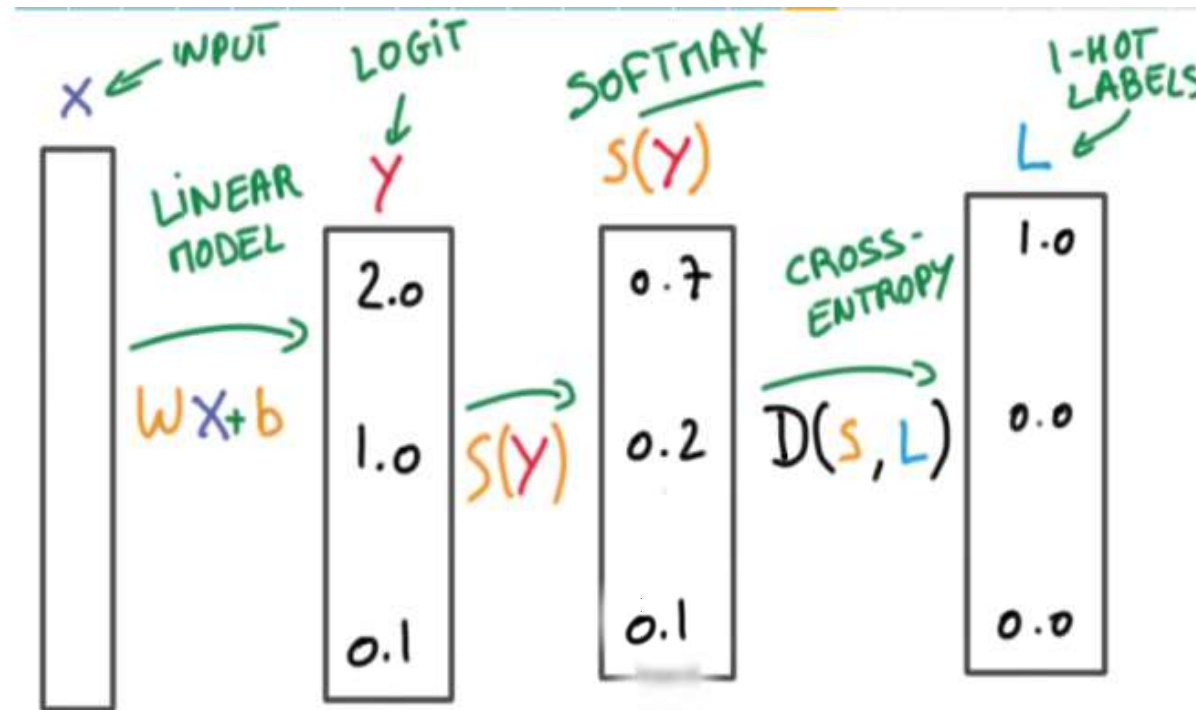 INPUT
X
LINEAR
MODEL
WX+b
LOGIT
Y
2.0
1.0
0.1
S(Y)
SOFTMAX
S(Y)
0.7
0.2
0.1
CROSS-
ENTROPY
D(S,L)
1-HOT
LABELS
L
1.0
0.0
0.0